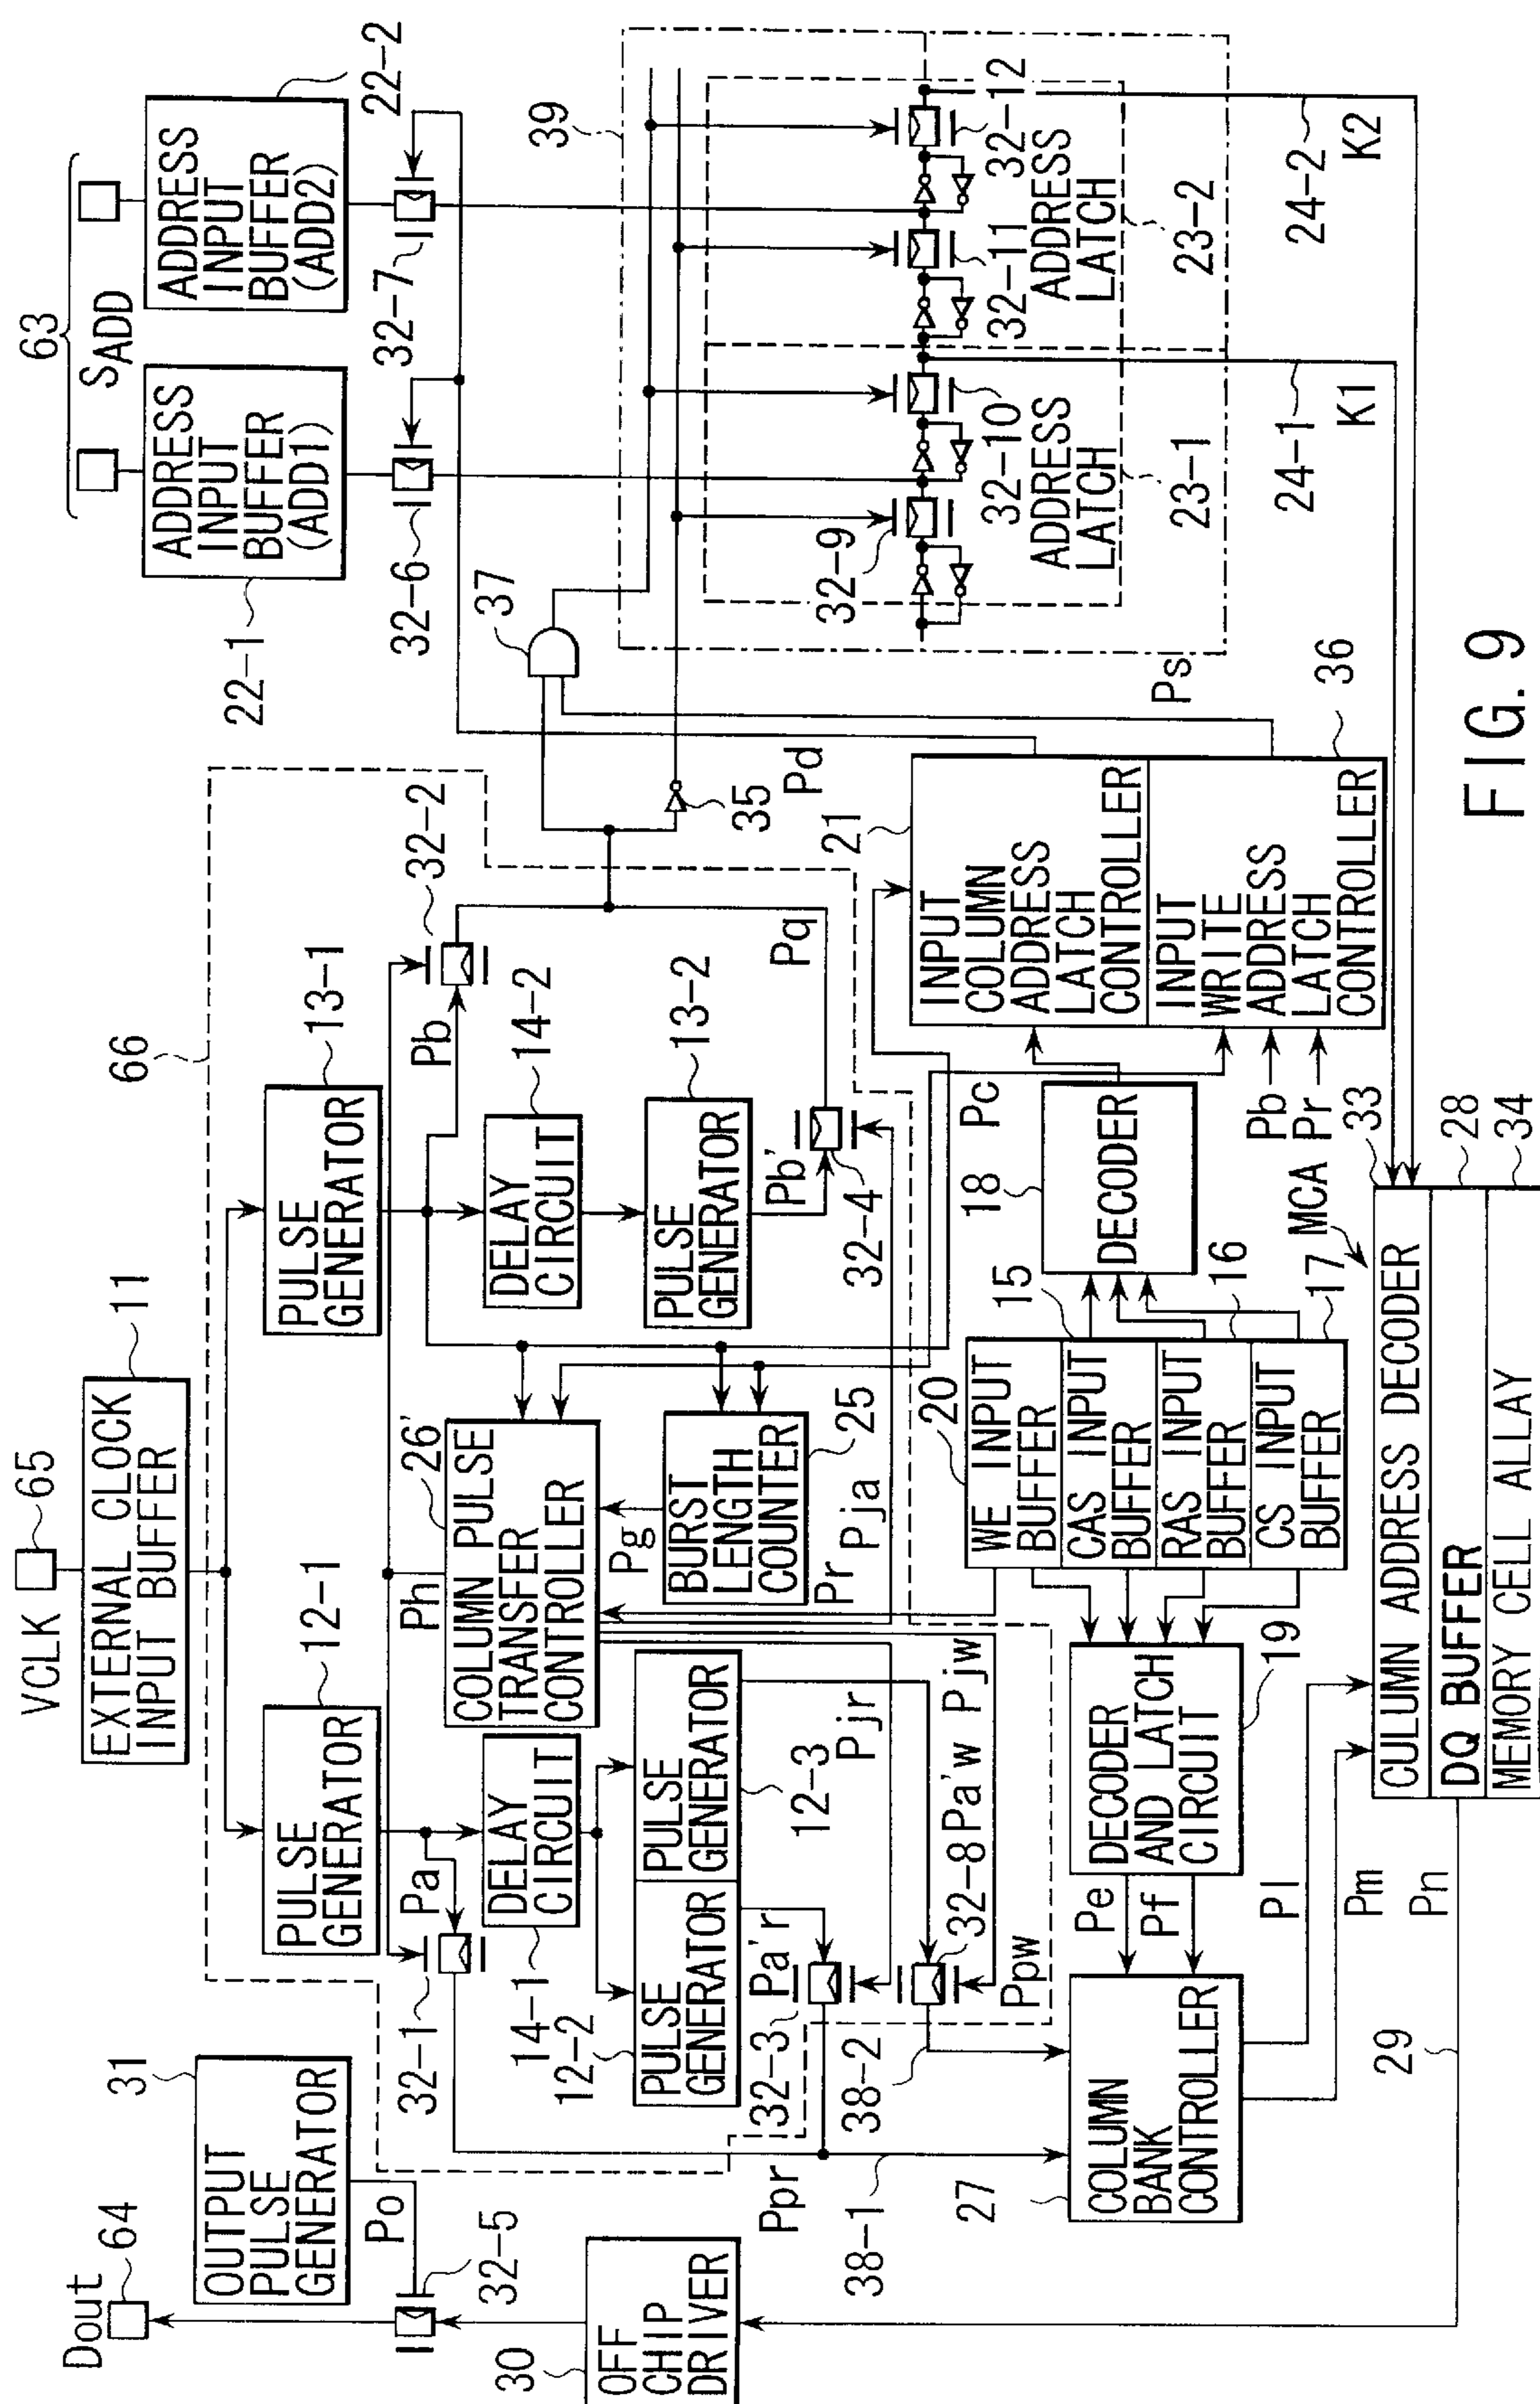 63
SADD
ADDRESS
INPUT
BUFFER
(ADD1)
22-1
ADDRESS
INPUT
BUFFER
(ADD2)
22-2
32-6
32-7
22-2
VCLK
65
EXTERNAL CLOCK
INPUT BUFFER
11
66
PULSE
GENERATOR
12-1
PULSE
GENERATOR
13-1
Dout
64
OUTPUT
PULSE
GENERATOR
31
Po
32-5
OFF
CHIP
DRIVER
30
32-1
Pa
DELAY
CIRCUIT
14-1
PULSE
GENERATOR
12-2
PULSE
GENERATOR
12-3
Ph
COLUMN PULSE
TRANSFER
CONTROLLER
26'
Pg
BURST
LENGTH
COUNTER
25
Pb
32-2
DELAY
CIRCUIT
14-2
PULSE
GENERATOR
13-2
Pb'
32-4
Pq
37
35
Pd
39
32-9
32-10
ADDRESS
LATCH
23-1
32-11
32-12
ADDRESS
LATCH
23-2
24-1
K1
24-2
K2
Ppr
38-1
32-3
Pa'r
Pjr
38-2
32-8
Pa'w
Pjw
Ppw
Pr
Pja
20
WE INPUT
BUFFER
15
CAS INPUT
BUFFER
RAS INPUT
BUFFER
16
CS INPUT
BUFFER
17
18
DECODER
Pc
21
INPUT
COLUMN
ADDRESS
LATCH
CONTROLLER
INPUT
WRITE
ADDRESS
LATCH
CONTROLLER
36
Ps
Pb
Pr
DECODER
AND LATCH
CIRCUIT
19
Pe
Pf
27
COLUMN
BANK
CONTROLLER
Pl
Pm
Pn
29
MCA
33
CULUMN ADDRESS DECODER
28
DQ BUFFER
34
MEMORY CELL ALLAY
FIG. 9